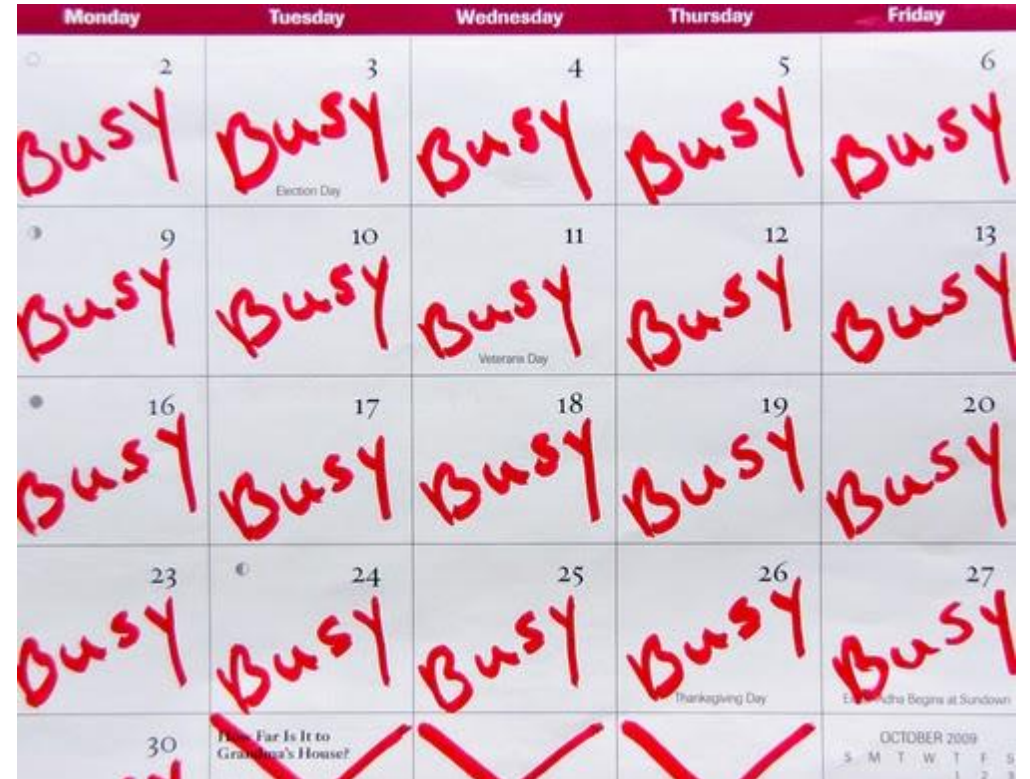 Monday Tuesday Wednesday Thursday Friday
2 3 4 5 6
Busy Busy Busy Busy Busy
Election Day
9 10 11 12 13
Busy Busy Busy Busy Busy
Veterans Day
16 17 18 19 20
Busy Busy Busy Busy Busy
23 24 25 26 27
Busy Busy Busy Busy Busy
Thanksgiving Day Begins at Sundown
30 Far Is It to OCTOBER 2009
Grandma's House? S M T W T F S